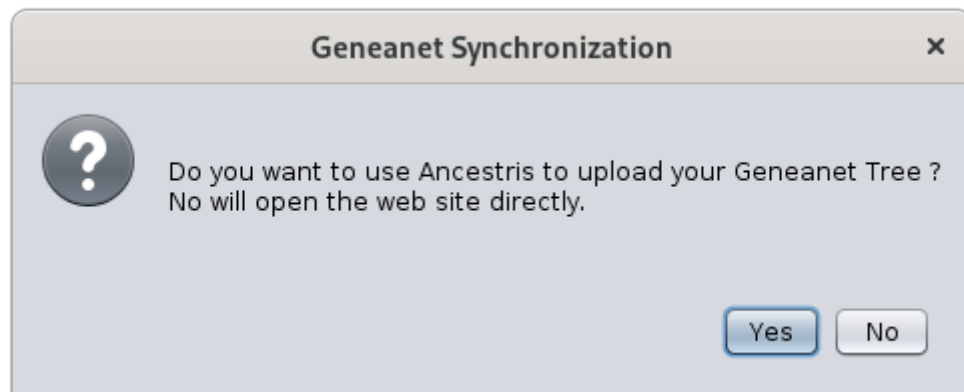 Geneanet Synchronization
Do you want to use Ancestris to upload your Geneanet Tree ?
No will open the web site directly.
Yes No